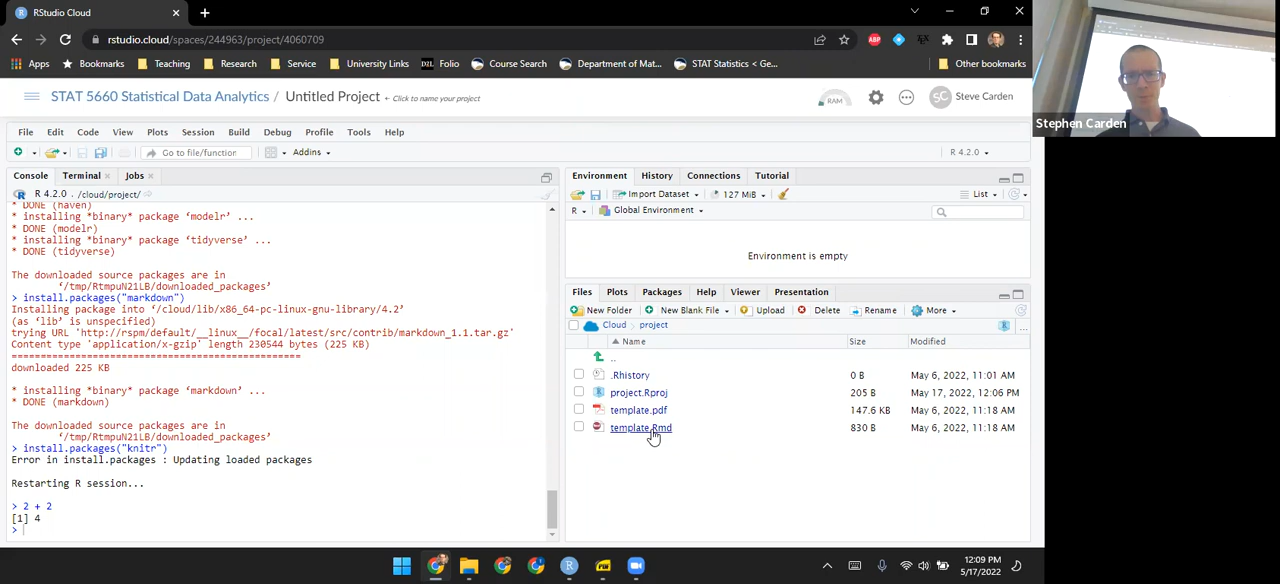 RStudio Cloud
rstudio.cloud/spaces/244963/project/4060709
ABP
Apps Bookmarks Teaching Research Service University Links Folio Course Search Department of Mat... STAT Statistics < Ge... Other bookmarks
STAT 5660 Statistical Data Analytics / Untitled Project ← Click to name your project
RAM
SC Steve Carden
Stephen Carden
File Edit Code View Plots Session Build Debug Profile Tools Help
Go to file/function Addins R 4.2.0
Console Terminal Jobs
R 4.2.0 . /cloud/project/
* DONE (haven)
* installing *binary* package ‘modelr’ ...
* DONE (modelr)
* installing *binary* package ‘tidyverse’ ...
* DONE (tidyverse)
The downloaded source packages are in
‘/tmp/RtmpuN21LB/downloaded_packages’
> install.packages("markdown")
Installing package into ‘/cloud/lib/x86_64-pc-linux-gnu-library/4.2’
(as ‘lib’ is unspecified)
trying URL 'http://rspm/default/__linux__/focal/latest/src/contrib/markdown_1.1.tar.gz'
Content type 'application/x-gzip' length 230544 bytes (225 KB)
==================================================
downloaded 225 KB
* installing *binary* package ‘markdown’ ...
* DONE (markdown)
The downloaded source packages are in
‘/tmp/RtmpuN21LB/downloaded_packages’
> install.packages("knitr")
Error in install.packages : Updating loaded packages
Restarting R session...
> 2 + 2
[1] 4
>
Environment History Connections Tutorial
Import Dataset 127 MiB List
R Global Environment
Environment is empty
Files Plots Packages Help Viewer Presentation
New Folder New Blank File Upload Delete Rename More
Cloud project ...
Name Size Modified
..
.Rhistory 0 B May 6, 2022, 11:01 AM
project.Rproj 205 B May 17, 2022, 12:06 PM
template.pdf 147.6 KB May 6, 2022, 11:18 AM
template.Rmd 830 B May 6, 2022, 11:18 AM
12:09 PM
5/17/2022